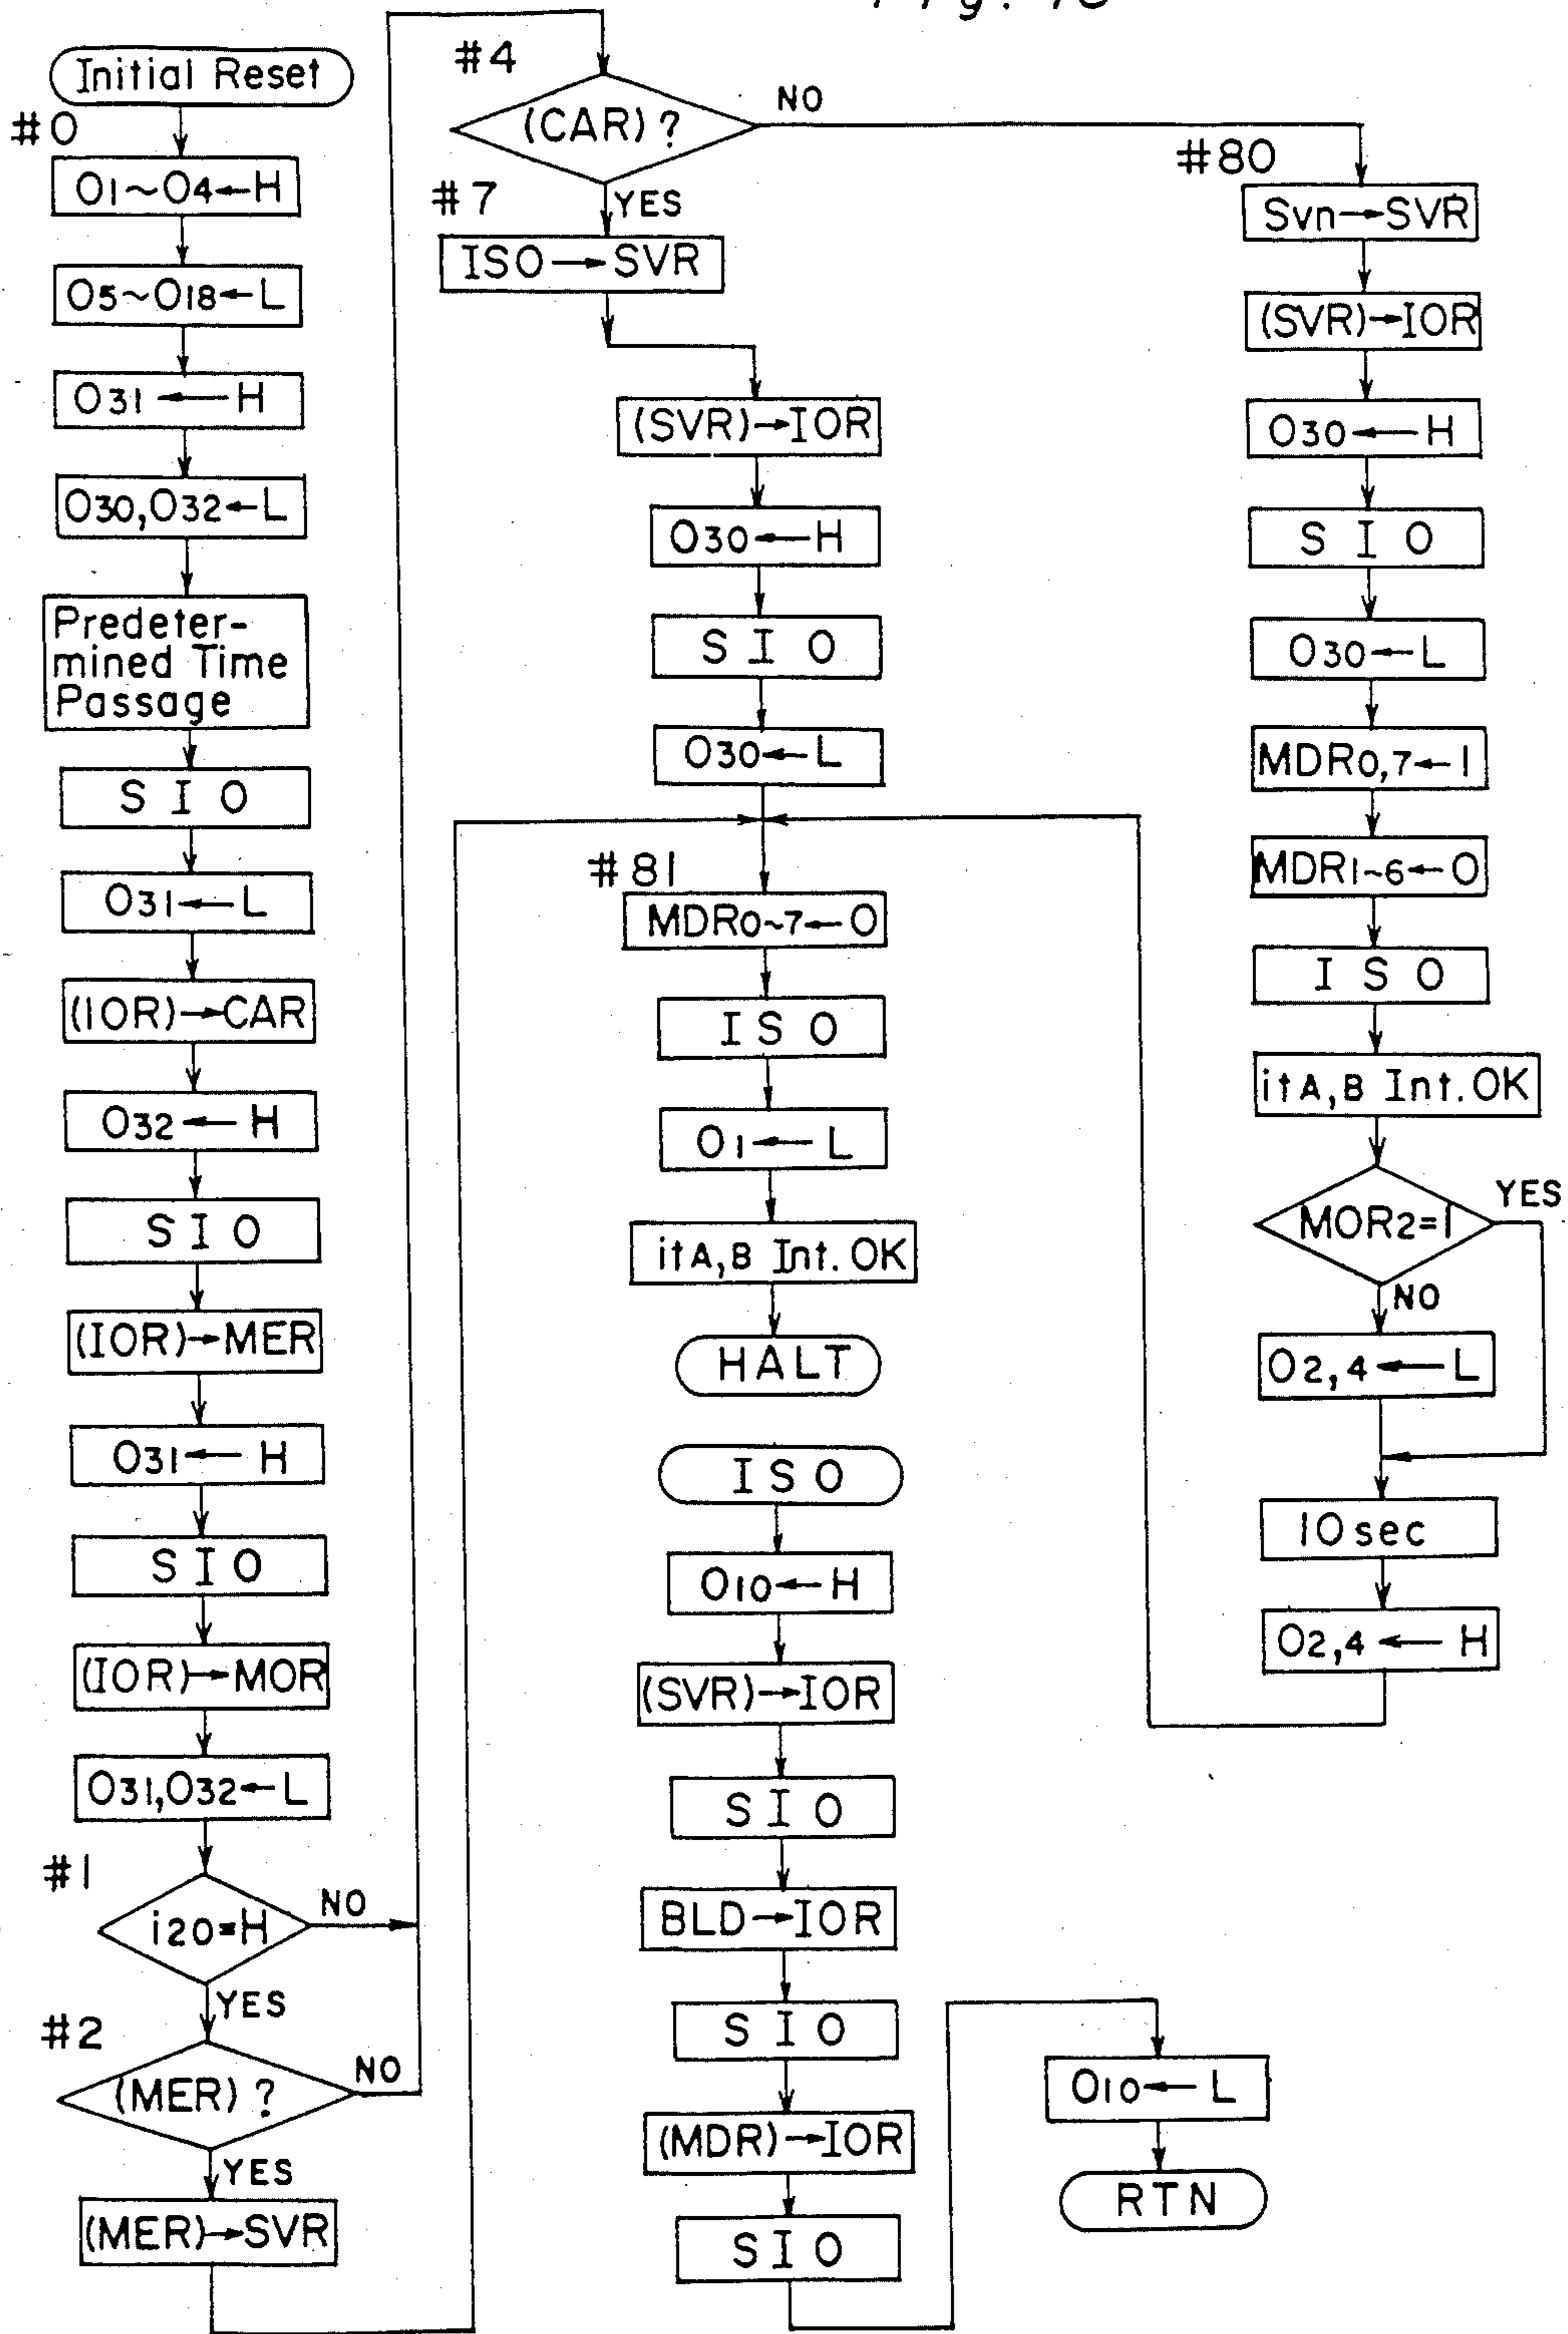 Initial Reset
#0
O1~O4←H
O5~O18←L
O31←H
O30,O32←L
Predeter-
mined Time
Passage
SIO
O31←L
(IOR)→CAR
O32←H
SIO
(IOR)→MER
O31←H
SIO
(IOR)→MOR
O31,O32←L
#1
i20=H
NO
YES
#2
(MER)?
NO
YES
(MER)→SVR
#4
(CAR)?
NO
YES
#7
ISO→SVR
(SVR)→IOR
O30←H
SIO
O30←L
#81
MDR0~7←0
ISO
O1←L
itA,B Int.OK
HALT
ISO
O10←H
(SVR)→IOR
SIO
BLD→IOR
SIO
(MDR)→IOR
SIO
O10←L
RTN
#80
Svn→SVR
(SVR)→IOR
O30←H
SIO
O30←L
MDR0,7←1
MDR1~6←0
ISO
itA,B Int.OK
MOR2=1
YES
NO
O2,4←L
10sec
O2,4←H